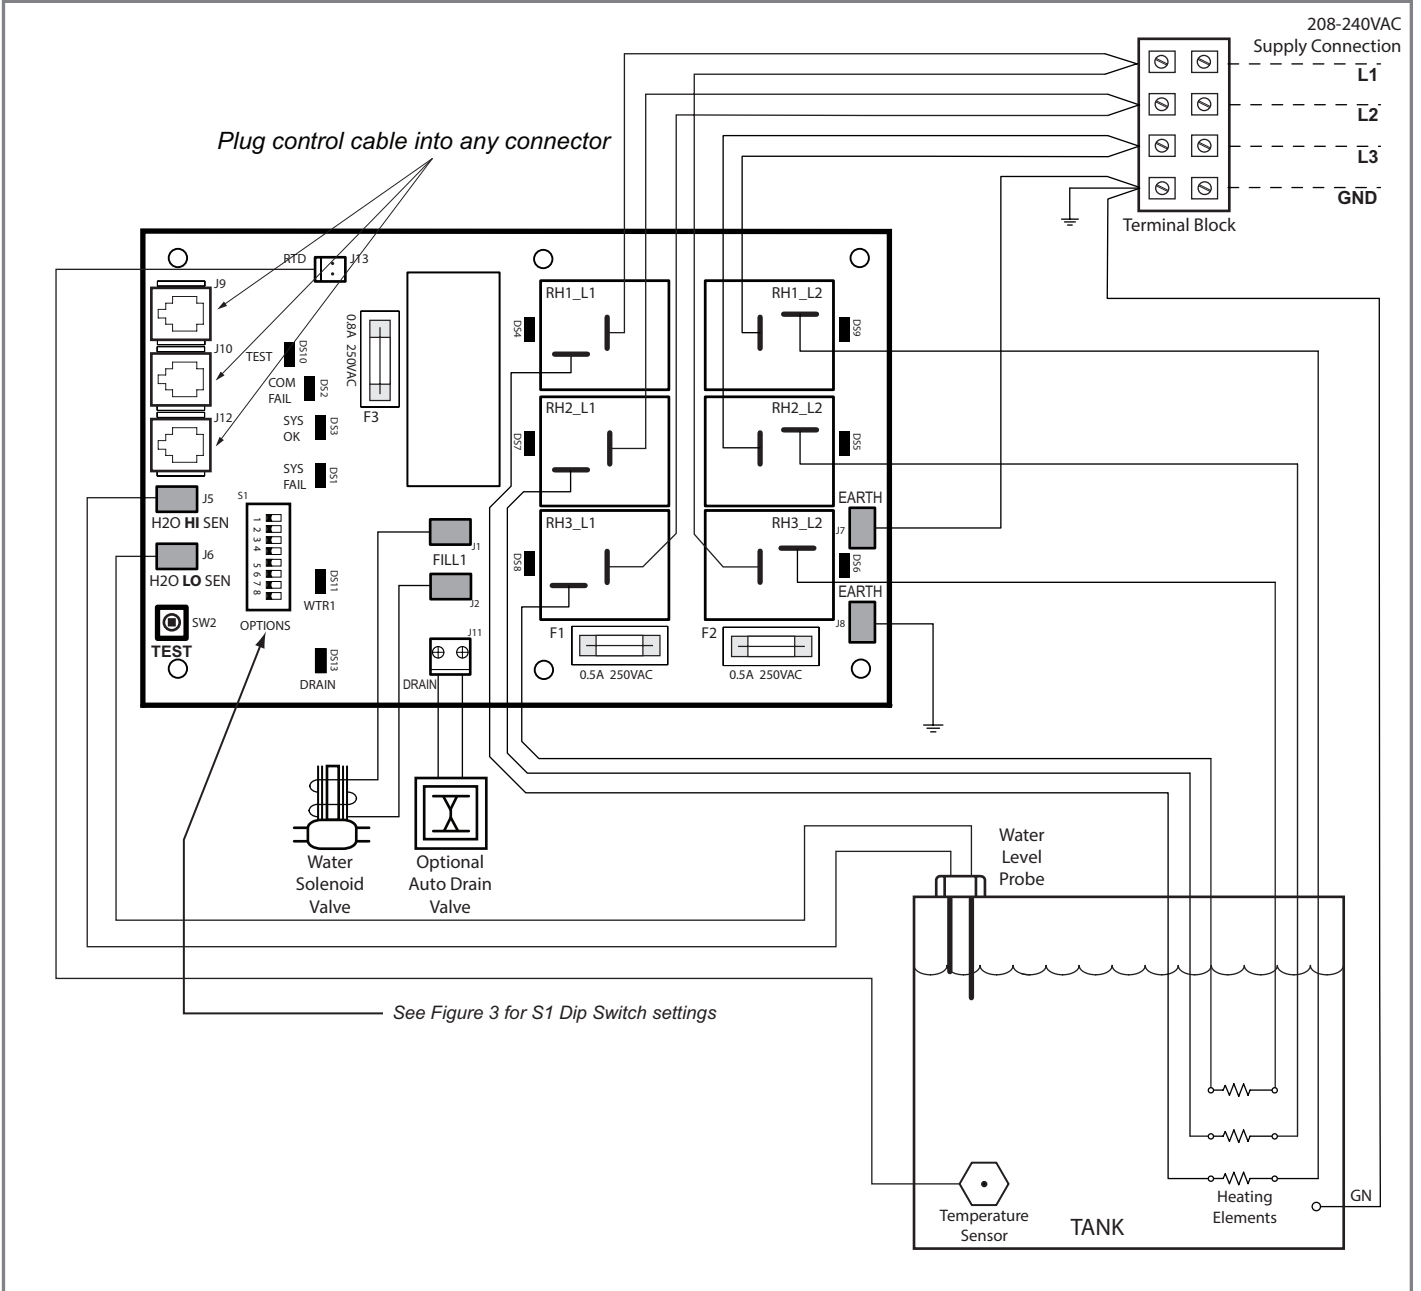 208-240VAC
Supply Connection
L1
L2
L3
GND
Terminal Block
Plug control cable into any connector
RTD
J13
J9
J10
J12
TEST
DS10
COM
FAIL
DS2
SYS
OK
DS3
SYS
FAIL
DS1
0.8A 250VAC
F3
RH1_L1
DS4
RH1_L2
DS9
RH2_L1
DS7
RH2_L2
DS5
RH3_L1
DS8
RH3_L2
DS6
EARTH
J7
EARTH
J8
J5
H2O HI SEN
J6
H2O LO SEN
S1
1
2
3
4
5
6
7
8
OPTIONS
SW2
TEST
DS11
WTR1
DS13
DRAIN
J1
FILL1
J2
J11
DRAIN
F1
0.5A 250VAC
F2
0.5A 250VAC
Water
Solenoid
Valve
Optional
Auto Drain
Valve
Water
Level
Probe
See Figure 3 for S1 Dip Switch settings
Temperature
Sensor
TANK
Heating
Elements
GN